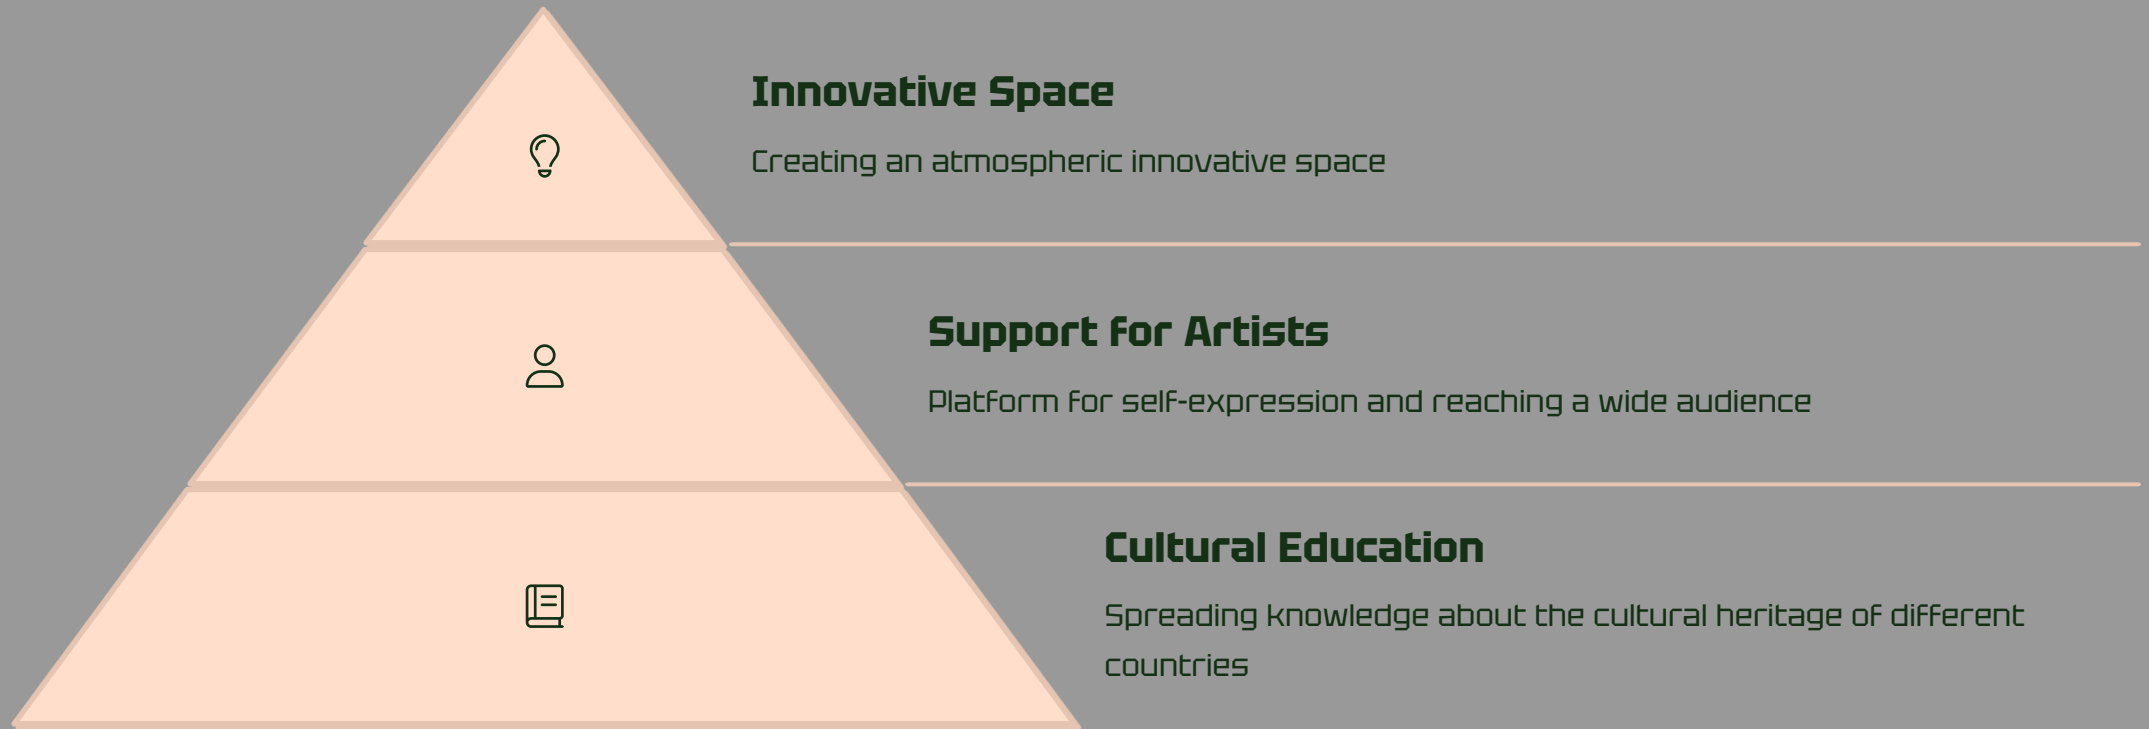 Innovative Space
Creating an atmospheric innovative space
Support for Artists
Platform for self-expression and reaching a wide audience
Cultural Education
Spreading knowledge about the cultural heritage of different
countries